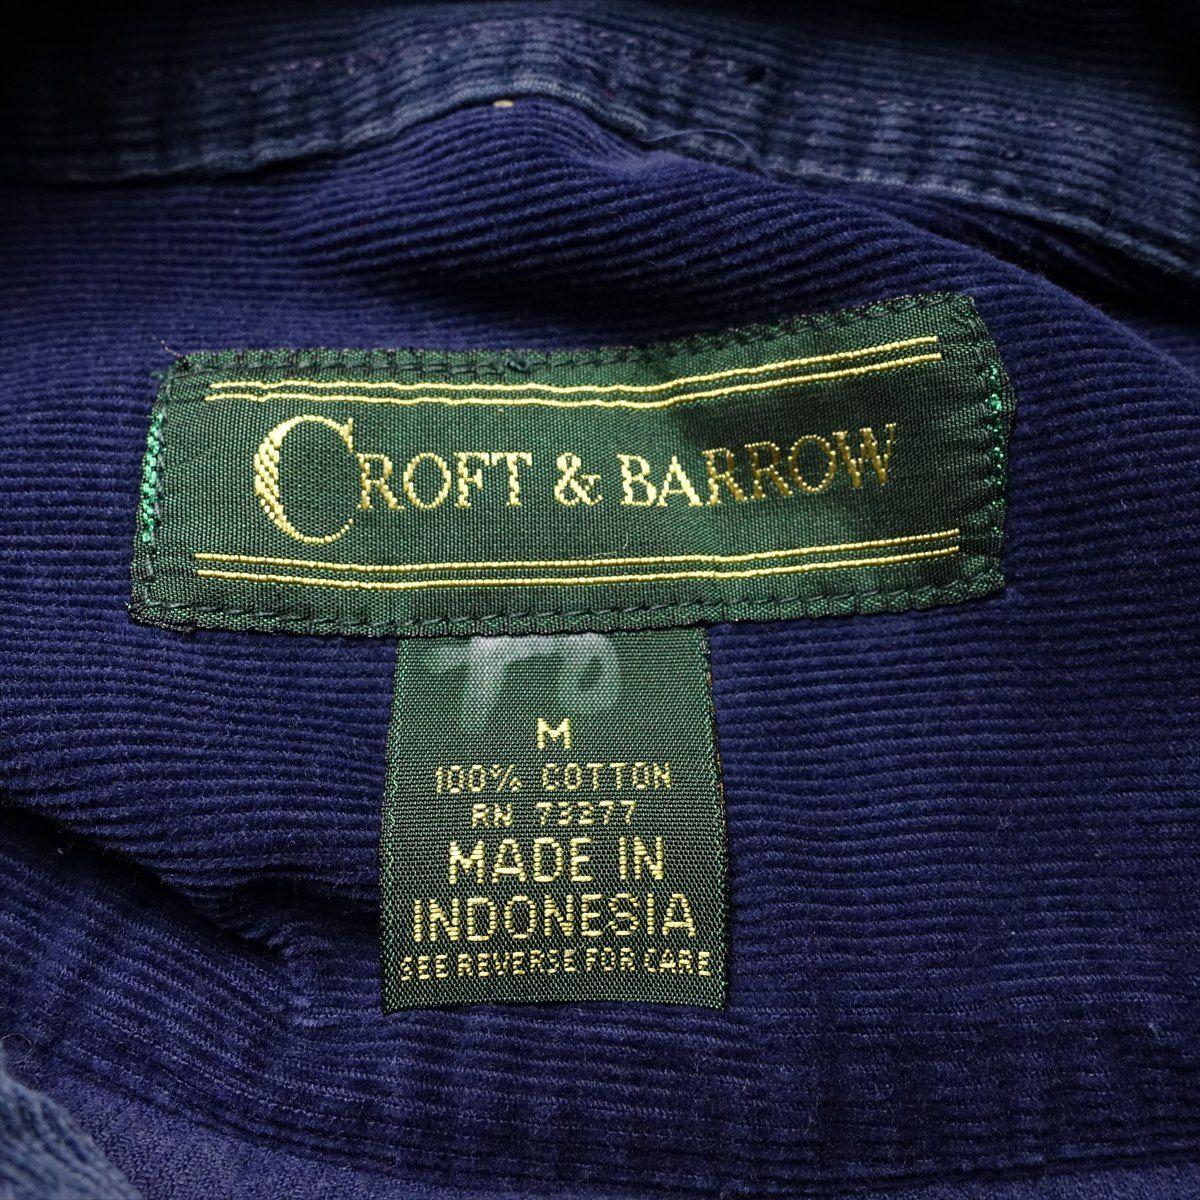 CROFT & BARROW
M
100% COTTON
RN 73277
MADE IN
INDONESIA
SEE REVERSE FOR CARE